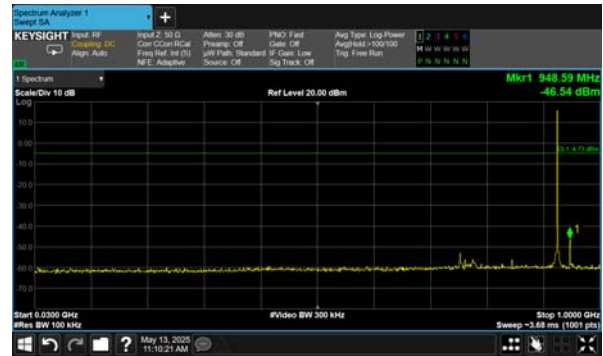 Spectrum Analyzer 1
Swept SA
+
KEYSIGHT
Input: RF
Coupling: DC
Align: Auto
Input Z: 50 Ω
Corr CCorr RCal
Freq Ref: Int (S)
NFE: Adaptive
Atten: 30 dB
Preamp: Off
µW Path: Standard
Source: Off
PNO: Fast
Gate: Off
IF Gain: Low
Sig Track: Off
Avg Type: Log-Power
Avg|Hold:>100/100
Trig: Free Run
1 2 3 4 5 6
M W W W W W
P N N N N N
1 Spectrum
Mkr1 948.59 MHz
Scale/Div 10 dB
Ref Level 20.00 dBm
-46.54 dBm
Log
10.0
0.00
-10.0
-20.0
-30.0
-40.0
-50.0
-60.0
-70.0
Start 0.0300 GHz
#Video BW 300 kHz
Stop 1.0000 GHz
#Res BW 100 kHz
Sweep ~3.68 ms (1001 pts)
?
May 13, 2025
11:10:21 AM